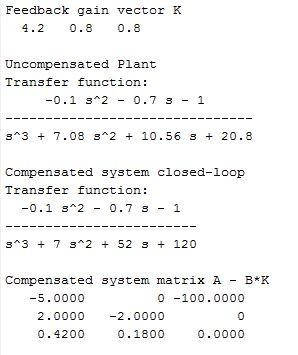 Feedback gain vector K
4.2 0.8 0.8
Uncompensated Plant
Transfer function:
-0.1 s^2 - 0.7 s - 1
-------------------------------
s^3 + 7.08 s^2 + 10.56 s + 20.8
Compensated system closed-loop
Transfer function:
-0.1 s^2 - 0.7 s - 1
------------------------
s^3 + 7 s^2 + 52 s + 120
Compensated system matrix A - B*K
-5.0000 0 -100.0000
2.0000 -2.0000 0
0.4200 0.1800 0.0000